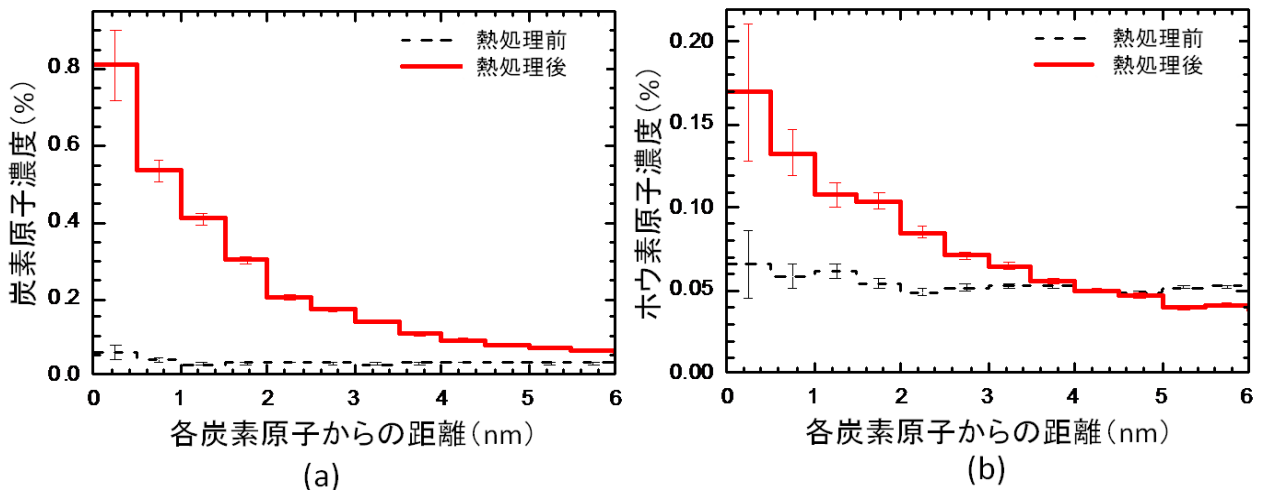 炭素原子濃度(%)
0.8
0.6
0.4
0.2
0.0
熱処理前
熱処理後
0 1 2 3 4 5 6
各炭素原子からの距離(nm)
(a)
ホウ素原子濃度(%)
0.20
0.15
0.10
0.05
0.00
熱処理前
熱処理後
0 1 2 3 4 5 6
各炭素原子からの距離(nm)
(b)